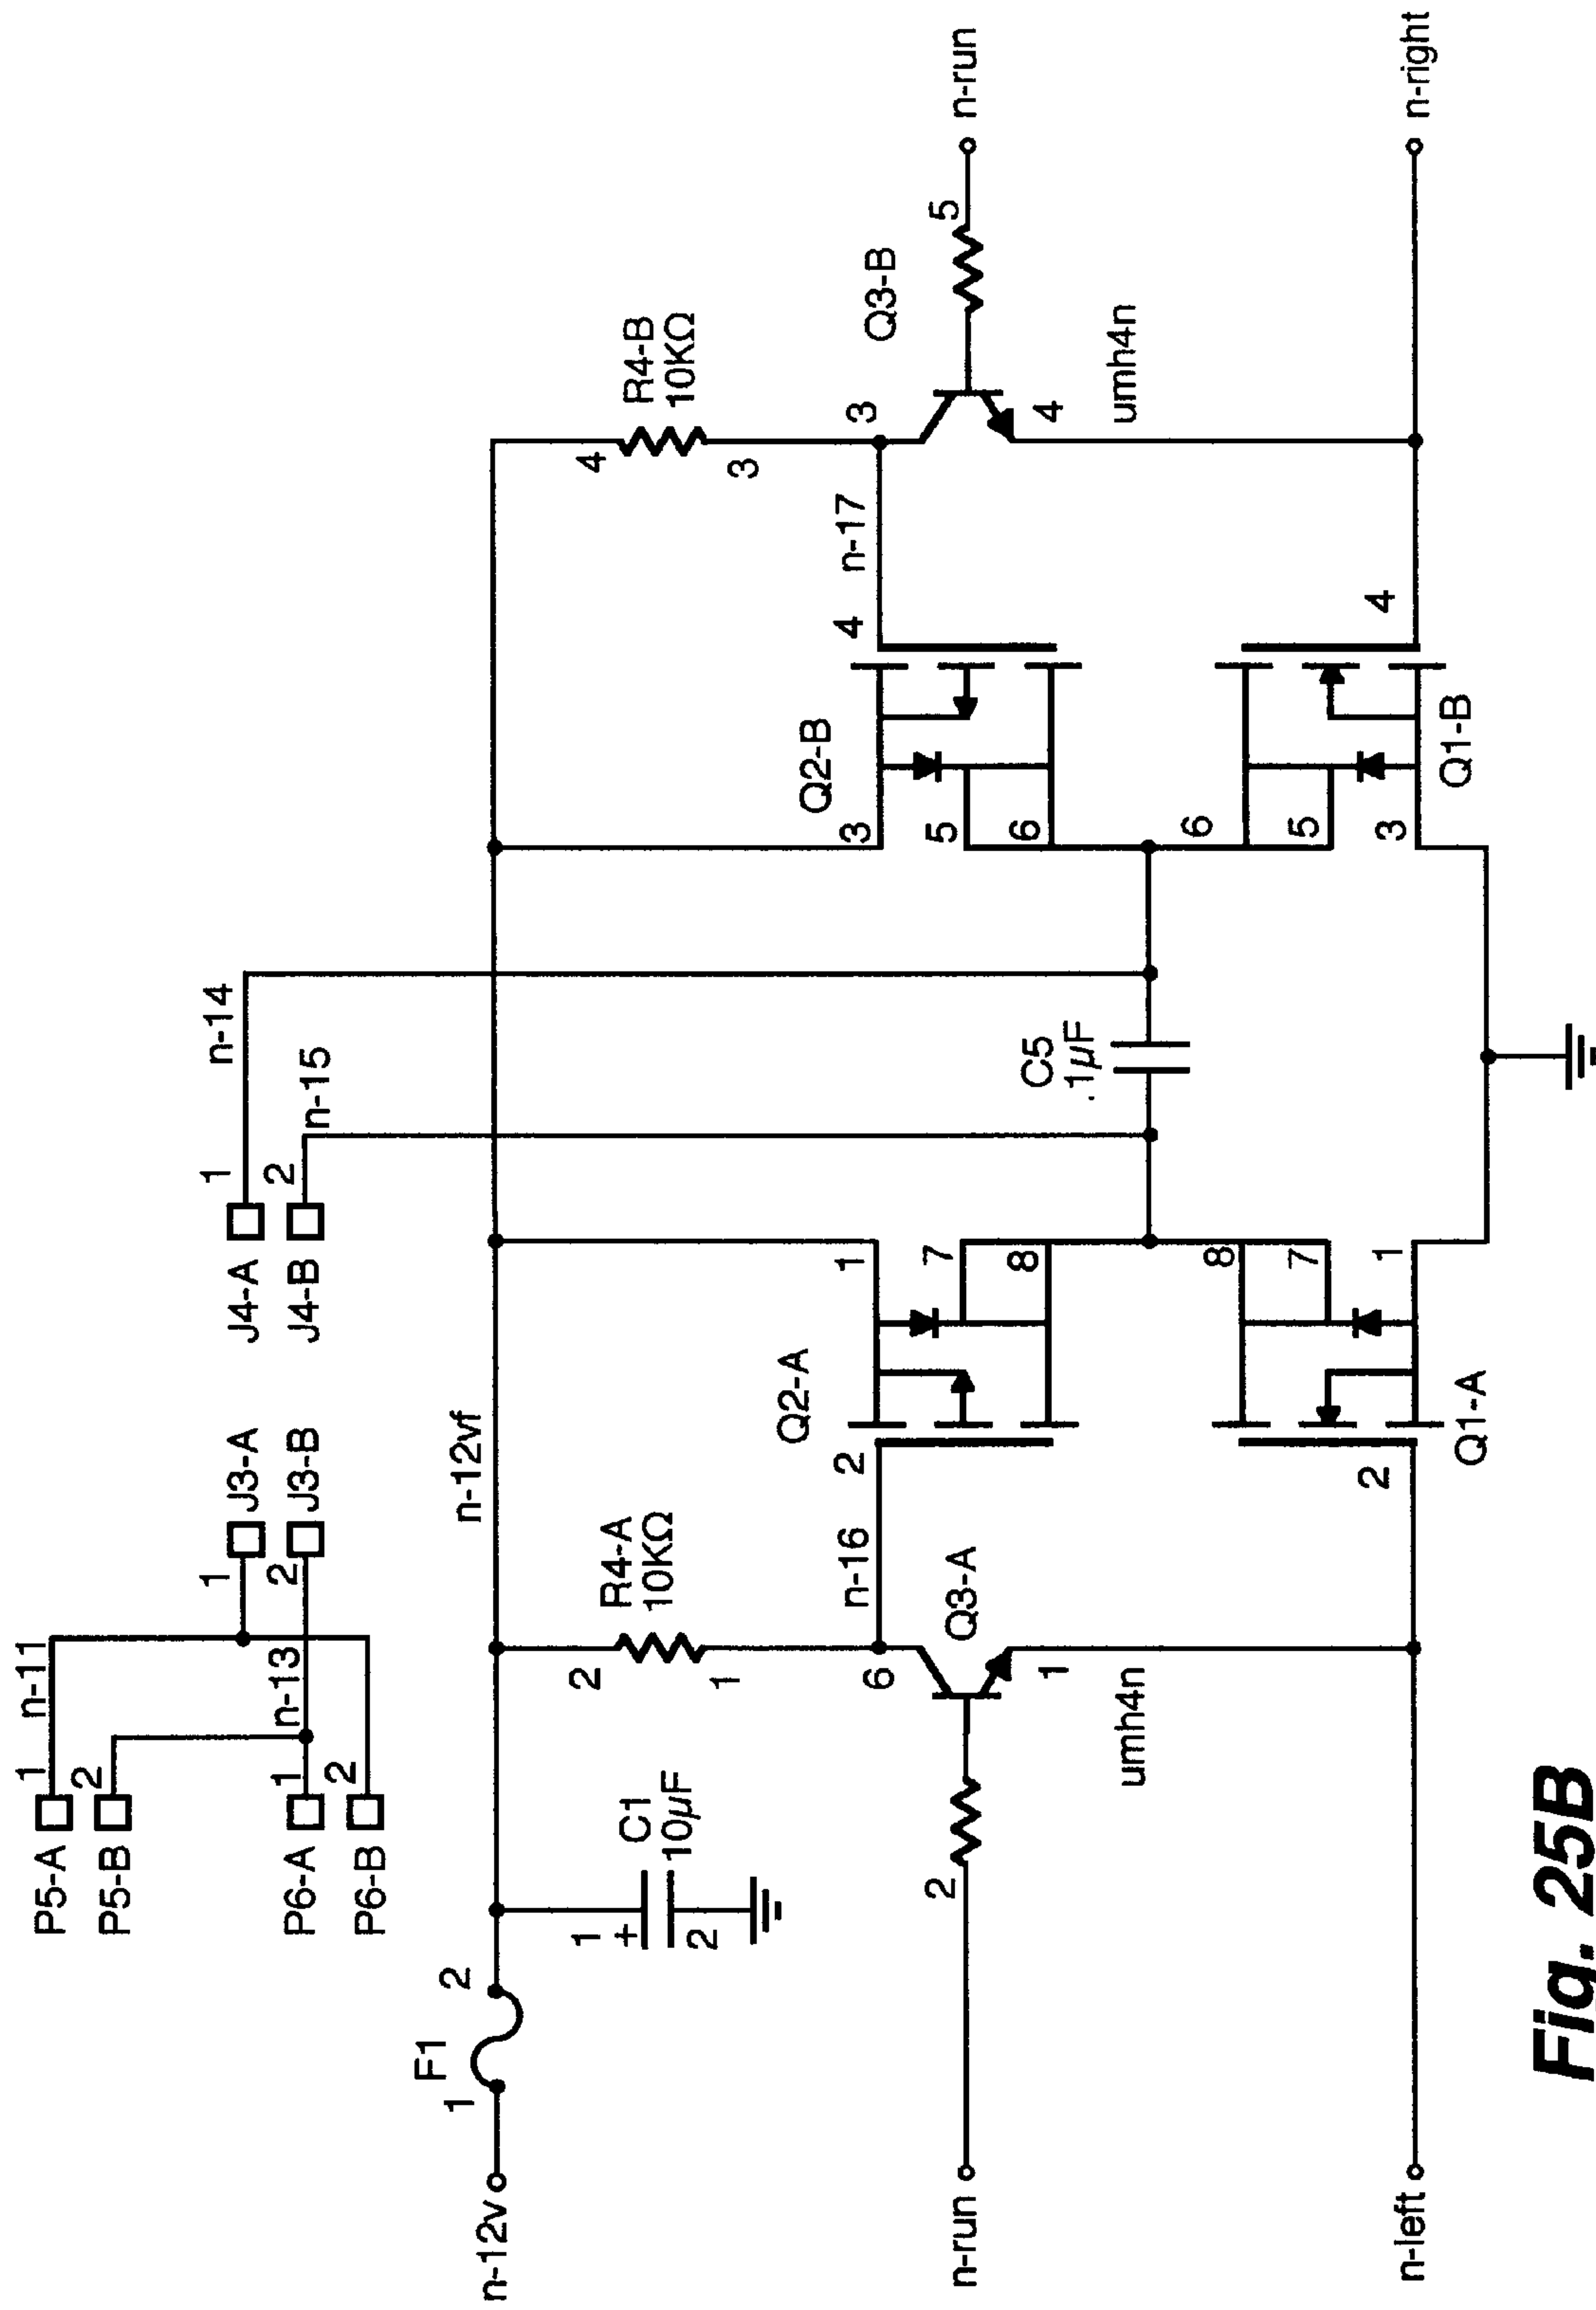 P5-A
1
n-11
P5-B
2
P6-A
1
n-13
P6-B
2
1
J3-A
2
J3-B
J4-A
1
n-14
J4-B
2
n-15
n-12v
1
F1
2
n-12vf
1
+
2
C1
10µF
2
R4-A
10KΩ
1
4
R4-B
10KΩ
3
n-run
2
6
n-16
Q3-A
1
umh4n
2
Q2-A
1
7
8
8
7
1
2
Q1-A
C5
.1µF
3
Q2-B
4
5
6
6
5
3
Q1-B
4
n-17
3
Q3-B
5
n-run
4
umh4n
n-left
n-right
Fig. 25B